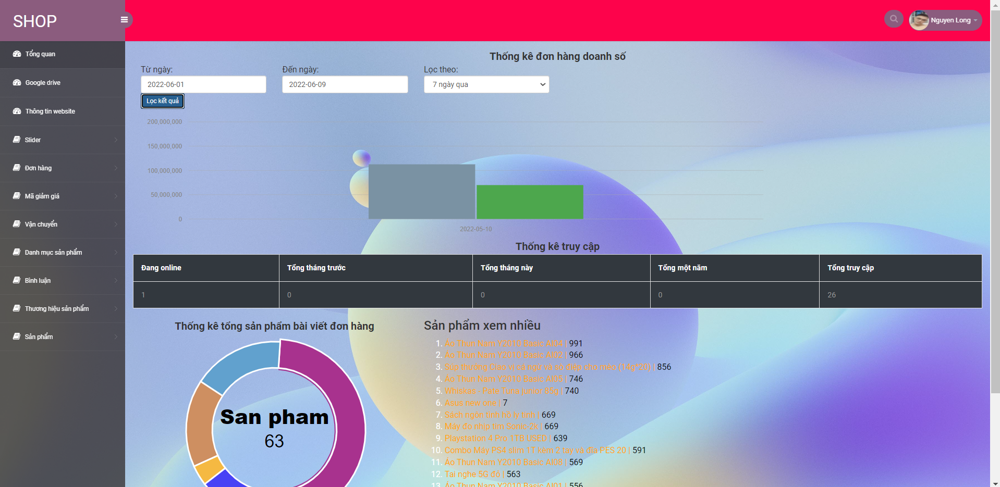 SHOP
Nguyen Long
Tổng quan
Google drive
Thông tin website
Slider
Đơn hàng
Mã giảm giá
Vận chuyển
Danh mục sản phẩm
Bình luận
Thương hiệu sản phẩm
Sản phẩm
Thống kê đơn hàng doanh số
Từ ngày: Đến ngày: Lọc theo:
2022-06-01 2022-06-09 7 ngày qua
Lọc kết quả
200,000,000
150,000,000
100,000,000
50,000,000
0
2022-05-10
Thống kê truy cập
Đang online Tổng tháng trước Tổng tháng này Tổng một năm Tổng truy cập
1 0 0 0 26
Thống kê tổng sản phẩm bài viết đơn hàng
San pham
63
Sản phẩm xem nhiều
1. Áo Thun Nam Y2010 Basic AI04 | 991
2. Áo Thun Nam Y2010 Basic AI02 | 966
3. Súp thưởng Ciao vị cá ngừ và sò điệp cho mèo (14g*20) | 856
4. Áo Thun Nam Y2010 Basic AI05 | 746
5. Whiskas - Pate Tuna junior 85g | 740
6. Asus new one | 7
7. Sách ngôn tình hồ ly tinh | 669
8. Máy đo nhịp tim Sonic-2k | 669
9. Playstation 4 Pro 1TB USED | 639
10. Combo Máy PS4 slim 1T kèm 2 tay và đĩa PES 20 | 591
11. Áo Thun Nam Y2010 Basic AI08 | 569
12. Tai nghe 5G đỏ | 563
13. Áo Thun Nam Y2010 Basic AI01 | 556